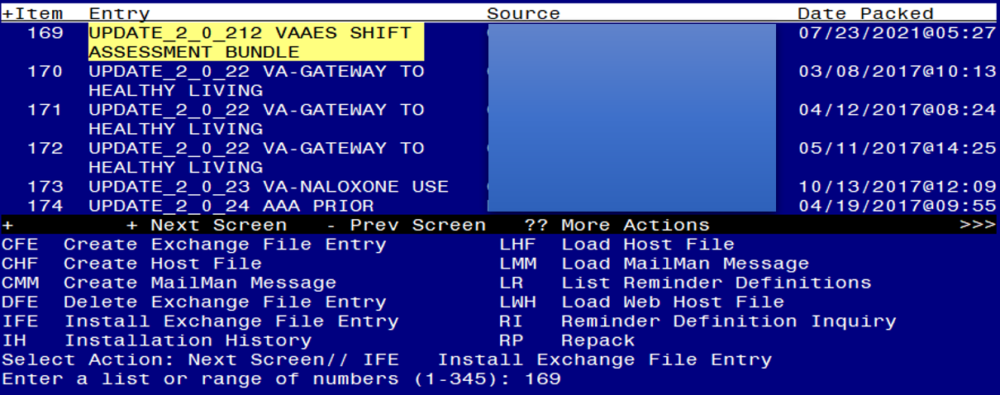 +Item  Entry  Source  Date Packed
169  UPDATE_2_0_212 VAAES SHIFT  07/23/2021@05:27
ASSESSMENT BUNDLE
170  UPDATE_2_0_22 VA-GATEWAY TO  03/08/2017@10:13
HEALTHY LIVING
171  UPDATE_2_0_22 VA-GATEWAY TO  04/12/2017@08:24
HEALTHY LIVING
172  UPDATE_2_0_22 VA-GATEWAY TO  05/11/2017@14:25
HEALTHY LIVING
173  UPDATE_2_0_23 VA-NALOXONE USE  10/13/2017@12:09
174  UPDATE_2_0_24 AAA PRIOR  04/19/2017@09:55
+  + Next Screen  - Prev Screen  ?? More Actions  >>>
CFE  Create Exchange File Entry  LHF  Load Host File
CHF  Create Host File  LMM  Load MailMan Message
CMM  Create MailMan Message  LR  List Reminder Definitions
DFE  Delete Exchange File Entry  LWH  Load Web Host File
IFE  Install Exchange File Entry  RI  Reminder Definition Inquiry
IH  Installation History  RP  Repack
Select Action: Next Screen// IFE  Install Exchange File Entry
Enter a list or range of numbers (1-345): 169